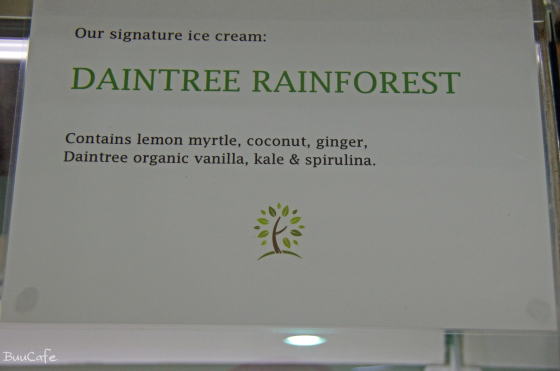 Our signature ice cream:
DAINTREE RAINFOREST
Contains lemon myrtle, coconut, ginger,
Daintree organic vanilla, kale & spirulina.
BuuCafe